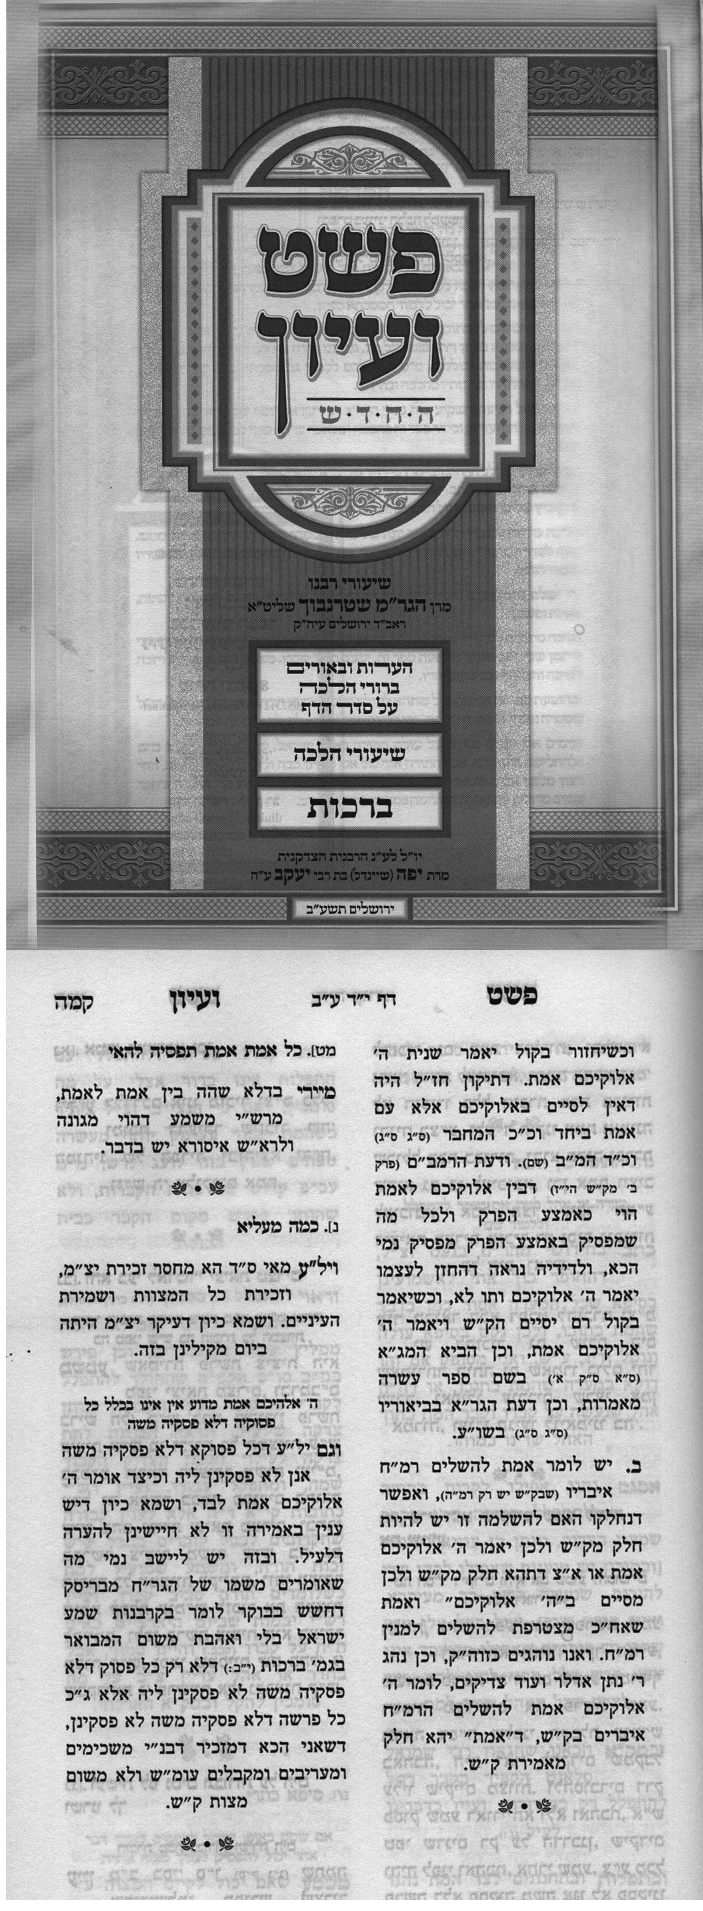 פשט
ועיון
ה·ח·ד·ש
שיעורי רבנו
מרן הגר״מ שטרנבוך שליט״א
ראב״ד ירושלים עיה״ק
הערות ובאורים
ברורי הלכה
על סדר הדף
שיעורי הלכה
ברכות
יו״ל לע״נ הרבנית הצדקנית
מרת יפה (שיינדל) בת רבי יעקב ע״ה
ירושלים תשע״ב
פשט דף י״ד ע״ב ועיון קמה
וכשיחזור בקול יאמר שנית ה׳
אלוקיכם אמת. דתיקון חז״ל היה
דאין לסיים באלוקיכם אלא עם
אמת ביחד וכ״כ המחבר (ס״ג ס״ג)
וכ״ד המ״ב (שם). ודעת הרמב״ם (פרק
ב׳ מק״ש הי״ז) דבין אלוקיכם לאמת
הוי כאמצע הפרק ולכל מה
שמפסיק באמצע הפרק מפסיק נמי
הכא, ולדידיה נראה דהחזן לעצמו
יאמר ה׳ אלוקיכם ותו לא, וכשיאמר
בקול רם יסיים הק״ש ויאמר ה׳
אלוקיכם אמת, וכן הביא המג״א
(ס״א ס״ק א׳) בשם ספר עשרה
מאמרות, וכן דעת הגר״א בביאוריו
(ס״ג ס״ג) בשו״ע.
ב. יש לומר אמת להשלים רמ״ח
איבריו (שבק״ש יש רק רמ״ה), ואפשר
דנחלקו האם להשלמה זו יש להיות
חלק מק״ש ולכן יאמר ה׳ אלוקיכם
אמת או א״צ דתהא חלק מק״ש ולכן
מסיים ב״ה׳ אלוקיכם״ ואמת
שאח״כ מצטרפת להשלים למנין
רמ״ח. ואנו נוהגים כזוה״ק, וכן נהג
ר׳ נתן אדלר ועוד צדיקים, לומר ה׳
אלוקיכם אמת להשלים הרמ״ח
איברים בק״ש, ד״אמת״ יהא חלק
מאמירת ק״ש.
מט]. כל אמת אמת תפסיה להאי
מיירי בדלא שהה בין אמת לאמת,
מרש״י משמע דהוי מגונה
ולרא״ש איסורא יש בדבר.
נ]. כמה מעליא
ויל״ע מאי ס״ד הא מחסר זכירת יצ״מ,
וזכירת כל המצוות ושמירת
העיניים. ושמא כיון דעיקר יצ״מ היתה
ביום מקילינן בזה.
ה׳ אלהיכם אמת מדוע אין אינו בכלל כל
פסוקיה דלא פסקיה משה
וגם יל״ע דכל פסוקא דלא פסקיה משה
אנן לא פסקינן ליה וכיצד אומר ה׳
אלוקיכם אמת לבד, ושמא כיון דיש
ענין באמירה זו לא חיישינן להערה
דלעיל. ובזה יש ליישב נמי מה
שאומרים משמו של הגר״ח מבריסק
דחשש בבוקר לומר בקרבנות שמע
ישראל בלי ואהבת משום המבואר
בגמ׳ ברכות (י״ב:) דלא רק כל פסוק דלא
פסקיה משה לא פסקינן ליה אלא ג״כ
כל פרשה דלא פסקיה משה לא פסקינן,
דשאני הכא דמזכיר דבנ״י משכימים
ומעריבים ומקבלים עומ״ש ולא משום
מצות ק״ש.